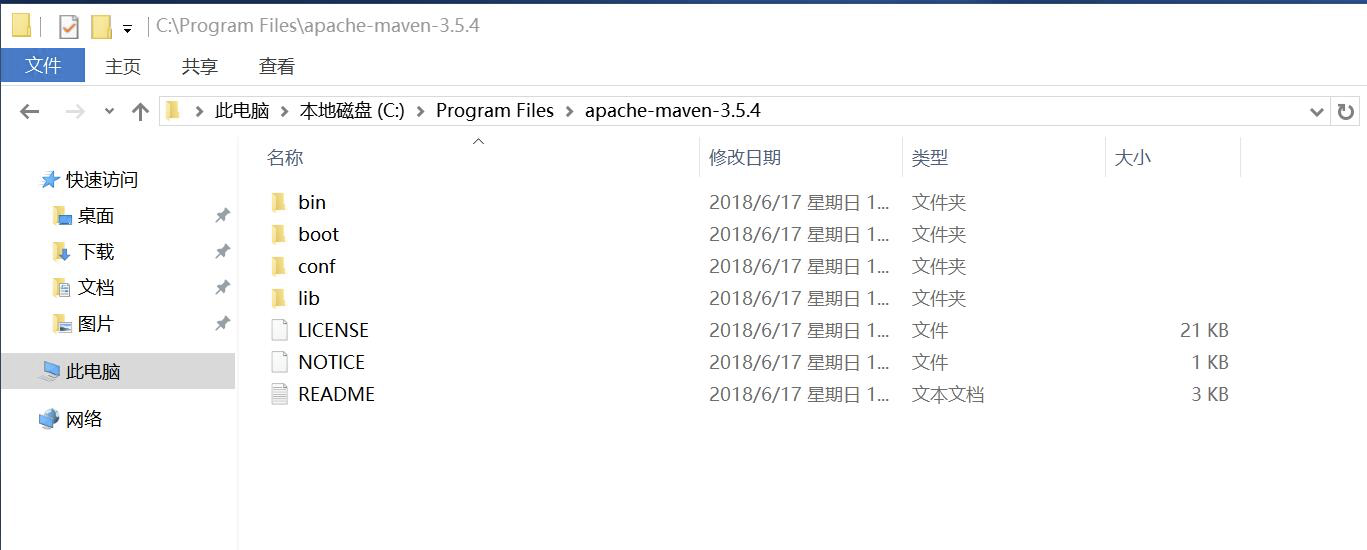 C:\Program Files\apache-maven-3.5.4
文件 主页 共享 查看
此电脑 本地磁盘 (C:) Program Files apache-maven-3.5.4
名称 修改日期 类型 大小
快速访问
桌面
下载
文档
图片
此电脑
网络
bin 2018/6/17 星期日 1... 文件夹
boot 2018/6/17 星期日 1... 文件夹
conf 2018/6/17 星期日 1... 文件夹
lib 2018/6/17 星期日 1... 文件夹
LICENSE 2018/6/17 星期日 1... 文件 21 KB
NOTICE 2018/6/17 星期日 1... 文件 1 KB
README 2018/6/17 星期日 1... 文本文档 3 KB